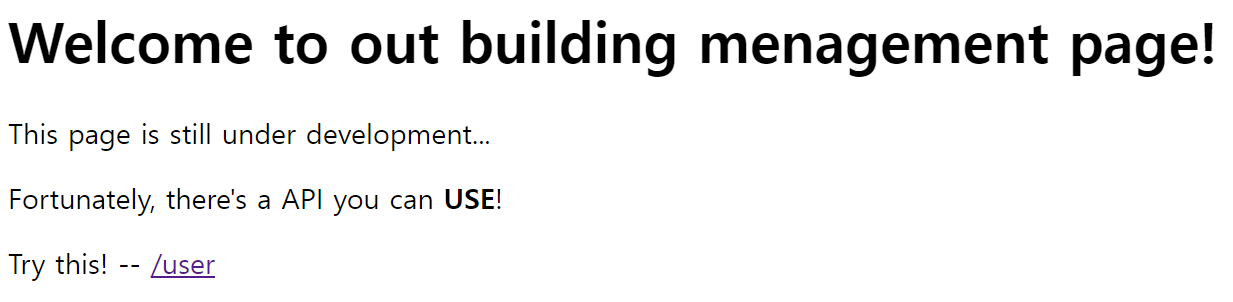 Welcome to out building menagement page!
This page is still under development...
Fortunately, there's a API you can USE!
Try this! -- /user